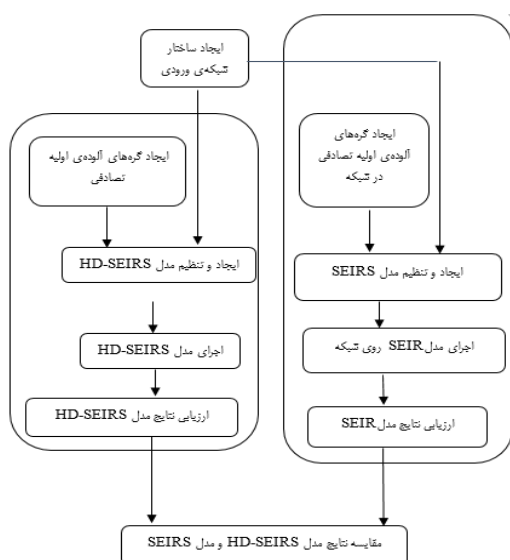 ایجاد ساختار
شبکه‌ی ورودی
ایجاد گره‌های
آلوده‌ی اولیه تصادفی
در شبکه
ایجاد گره‌های آلوده‌ی اولیه
تصادفی
ایجاد و تنظیم مدل SEIRS
ایجاد و تنظیم مدل HD-SEIRS
اجرای مدل SEIR روی شبکه
اجرای مدل HD-SEIRS
ارزیابی نتایج مدل SEIR
ارزیابی نتایج مدل HD-SEIRS
مقایسه نتایج مدل HD-SEIRS و مدل SEIRS